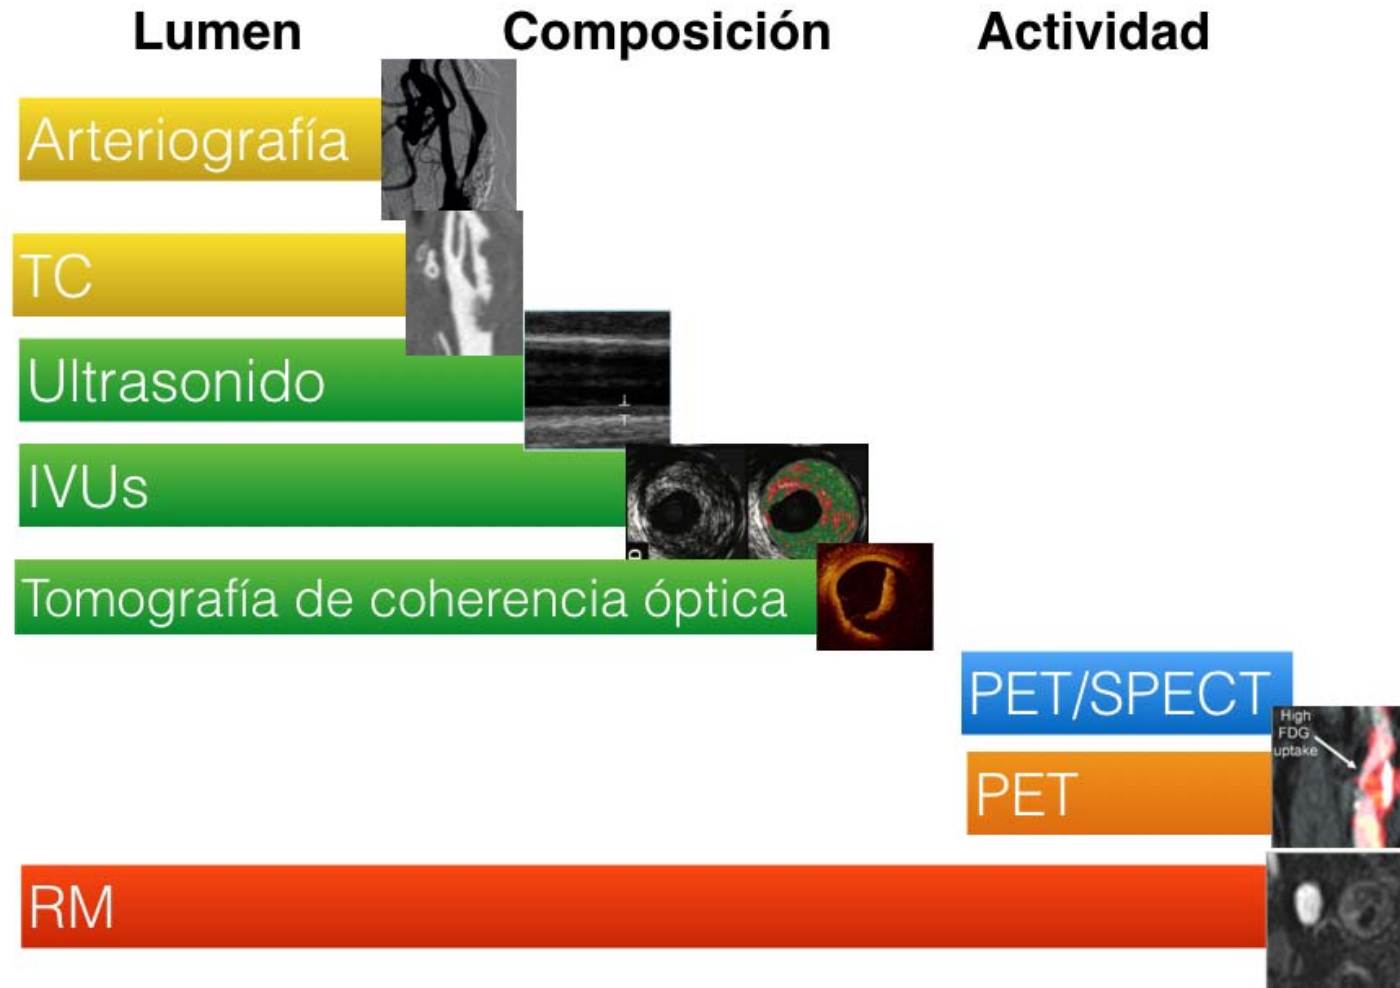 Lumen Composición Actividad
Arteriografía
TC
Ultrasonido
IVUs
D
Tomografía de coherencia óptica
PET/SPECT
High
FDG
uptake
PET
RM